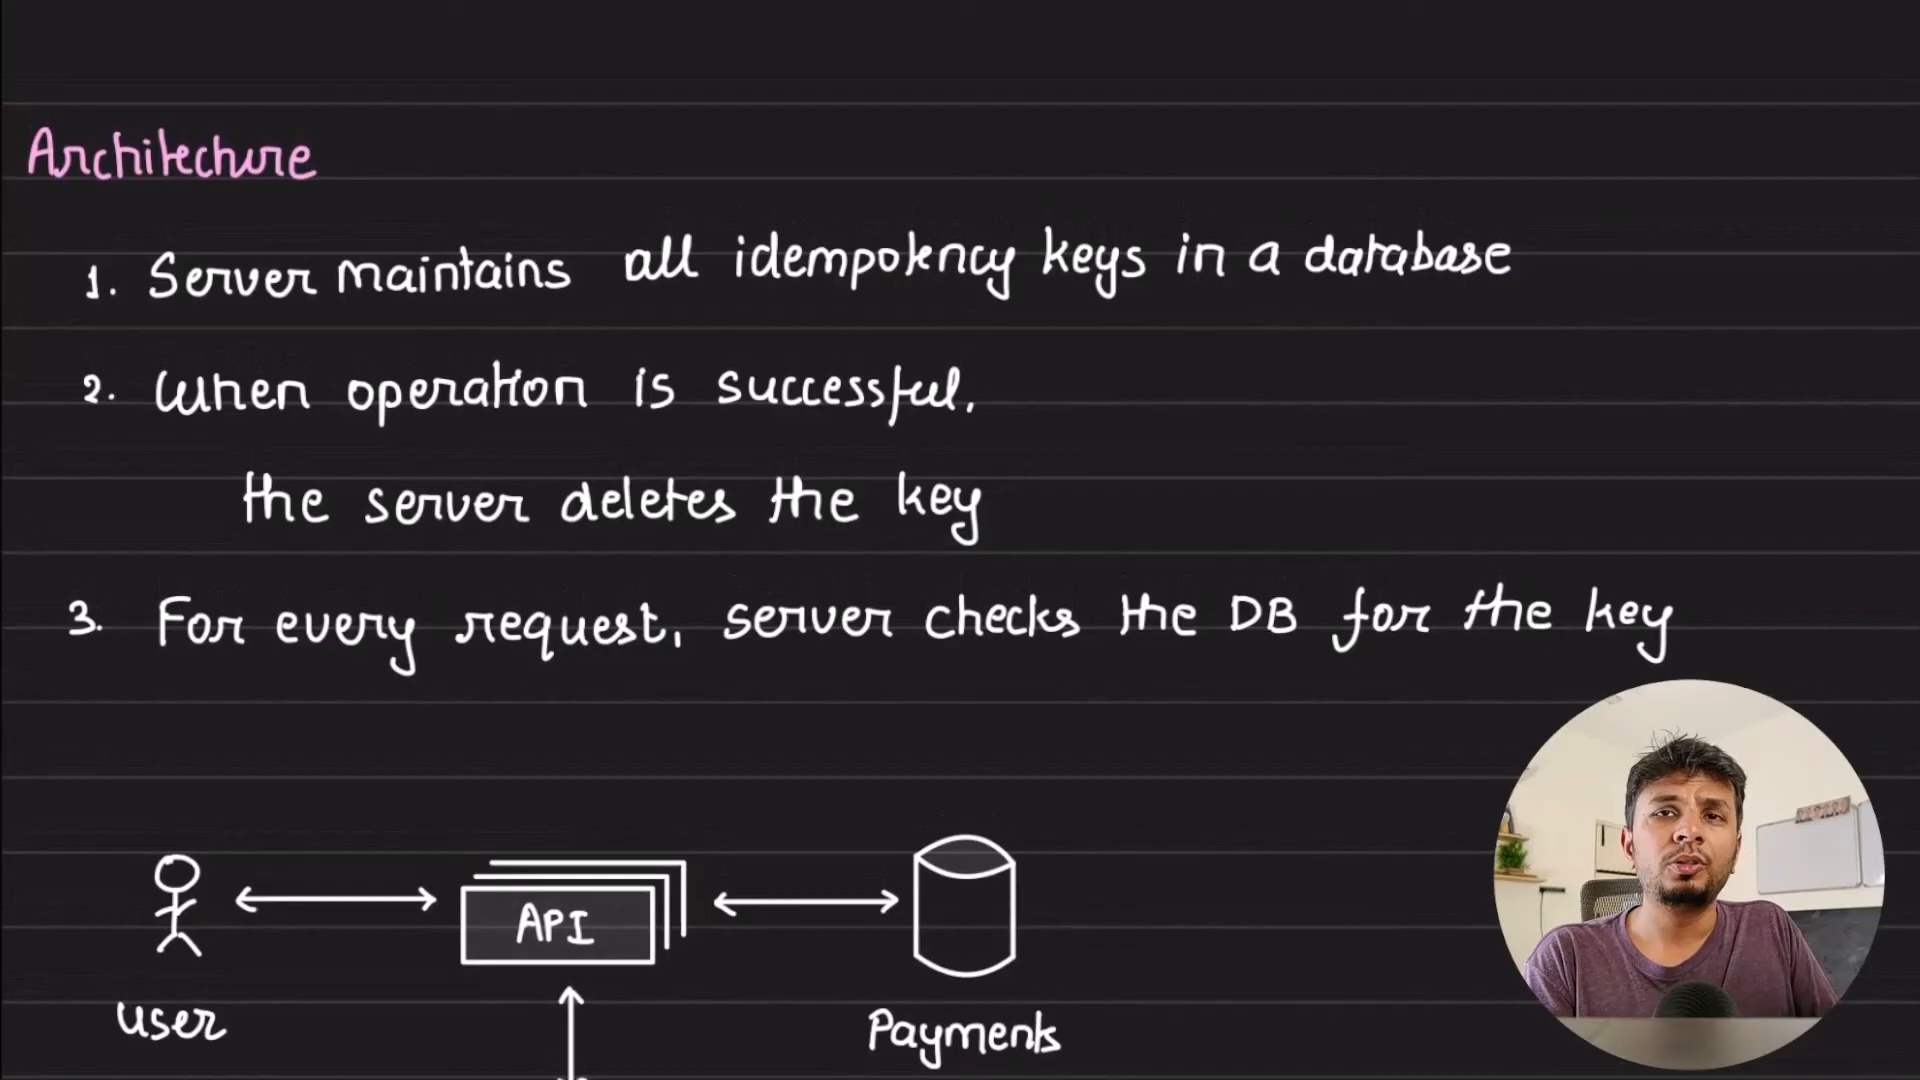 Architecture
1. Server maintains all idempotency keys in a database
2. When operation is successful,
the server deletes the key
3. For every request, server checks the DB for the key
API
user
Payments